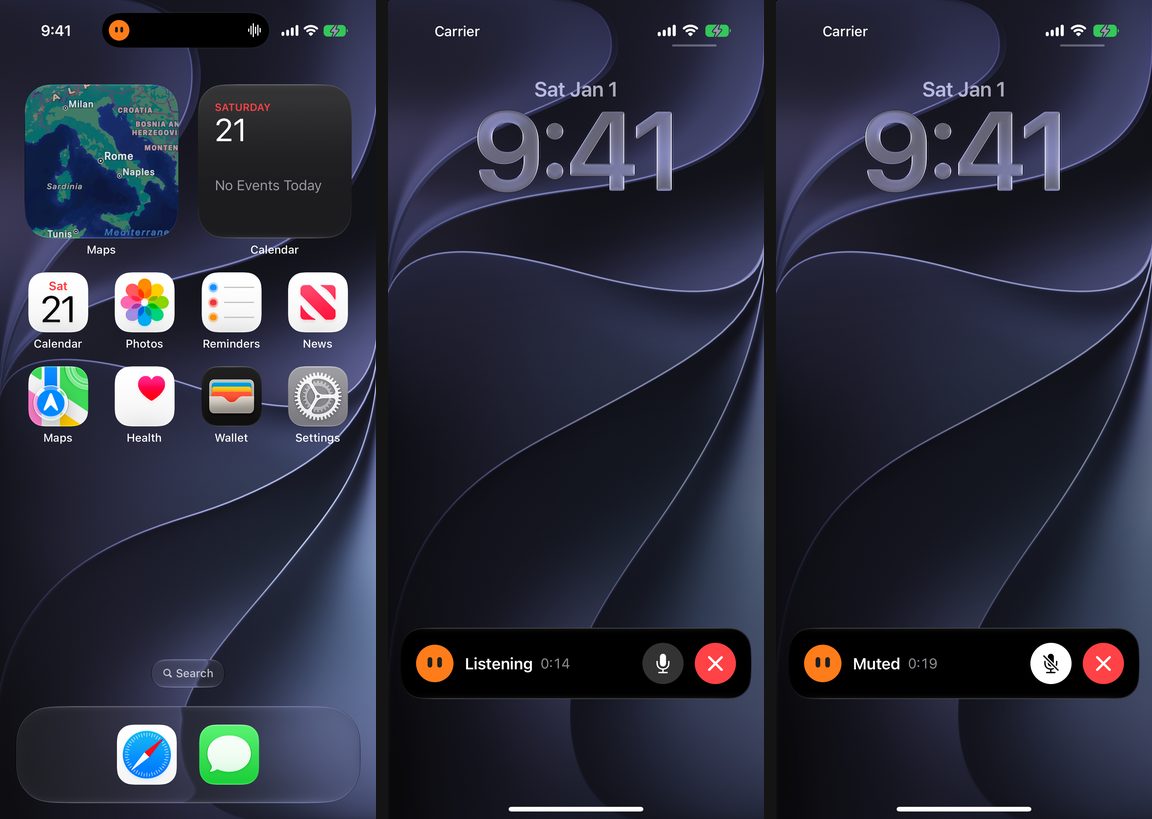 9:41
Milan
CROATIA
BOSNIA AN
HERZEGOVI
MONTEN
Rome
Naples
Sardinia
Tunis
Mediterrane
Maps
SATURDAY
21
No Events Today
Calendar
Sat
21
Calendar
Photos
Reminders
News
Maps
Health
Wallet
Settings
Search
Carrier
Sat Jan 1
9:41
Listening 0:14
Carrier
Sat Jan 1
9:41
Muted 0:19